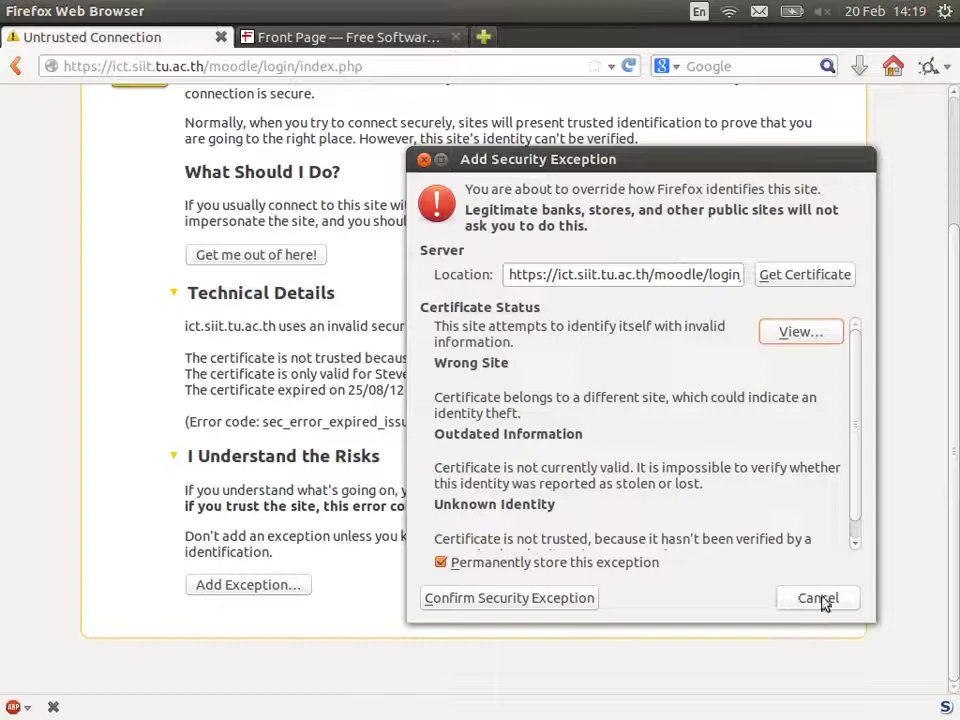 Firefox Web Browser
En
20 Feb 14:19
Untrusted Connection
Front Page — Free Softwar...
https://ict.siit.tu.ac.th/moodle/login/index.php
8
Google
connection is secure.
Normally, when you try to connect securely, sites will present trusted identification to prove that you
are going to the right place. However, this site's identity can't be verified.
What Should I Do?
If you usually connect to this site wi
impersonate the site, and you shou
Get me out of here!
Technical Details
ict.siit.tu.ac.th uses an invalid secur
The certificate is not trusted becaus
The certificate is only valid for Steve
The certificate expired on 25/08/12
(Error code: sec_error_expired_issu
I Understand the Risks
If you understand what's going on, y
if you trust the site, this error co
Don't add an exception unless you k
identification.
Add Exception...
Add Security Exception
You are about to override how Firefox identifies this site.
Legitimate banks, stores, and other public sites will not
ask you to do this.
Server
Location:
https://ict.siit.tu.ac.th/moodle/login
Get Certificate
Certificate Status
This site attempts to identify itself with invalid
information.
View...
Wrong Site
Certificate belongs to a different site, which could indicate an
identity theft.
Outdated Information
Certificate is not currently valid. It is impossible to verify whether
this identity was reported as stolen or lost.
Unknown Identity
Certificate is not trusted, because it hasn't been verified by a
Permanently store this exception
Confirm Security Exception
Cancel
ABP
S